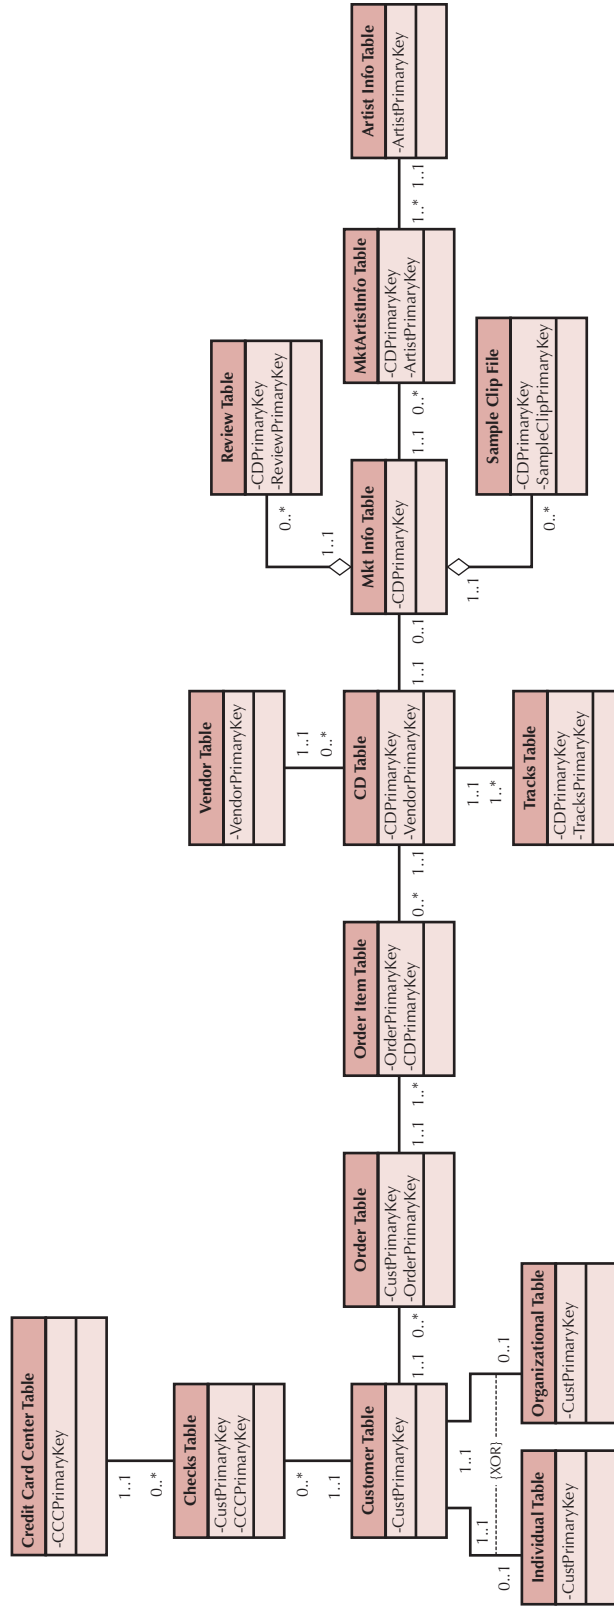 Credit Card Center Table
-CCCPrimaryKey
1..1
0..*
Checks Table
-CustPrimaryKey
-CCCPrimaryKey
0..*
1..1
Customer Table
-CustPrimaryKey
1..1
0..*
1..1
1..1
{XOR}
0..1
0..1
Individual Table
-CustPrimaryKey
Organizational Table
-CustPrimaryKey
Order Table
-CustPrimaryKey
-OrderPrimaryKey
1..1
1..*
Order Item Table
-OrderPrimaryKey
-CDPrimaryKey
0..*
1..1
Vendor Table
-VendorPrimaryKey
1..1
0..*
CD Table
-CDPrimaryKey
-VendorPrimaryKey
1..1
1..*
Tracks Table
-CDPrimaryKey
-TracksPrimaryKey
1..1
0..1
Review Table
-CDPrimaryKey
-ReviewPrimaryKey
0..*
1..1
Mkt Info Table
-CDPrimaryKey
1..1
0..*
Sample Clip File
-CDPrimaryKey
-SampleClipPrimaryKey
1..1
0..*
MktArtistInfo Table
-CDPrimaryKey
-ArtistPrimaryKey
1..*
1..1
Artist Info Table
-ArtistPrimaryKey